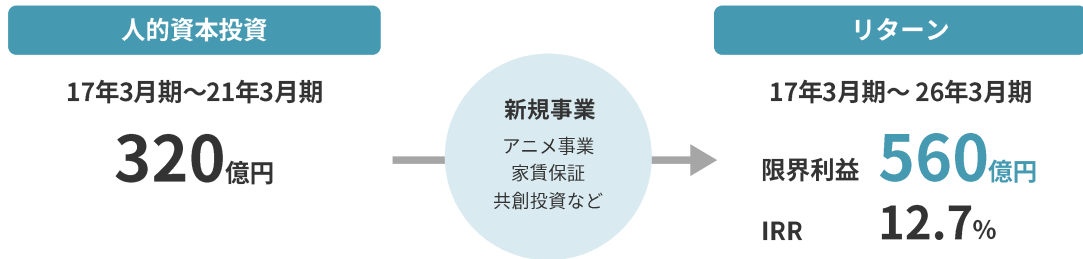 人的資本投資
17年3月期～21年3月期
320億円
新規事業
アニメ事業
家賃保証
共創投資など
リターン
17年3月期～ 26年3月期
限界利益 560億円
IRR 12.7%